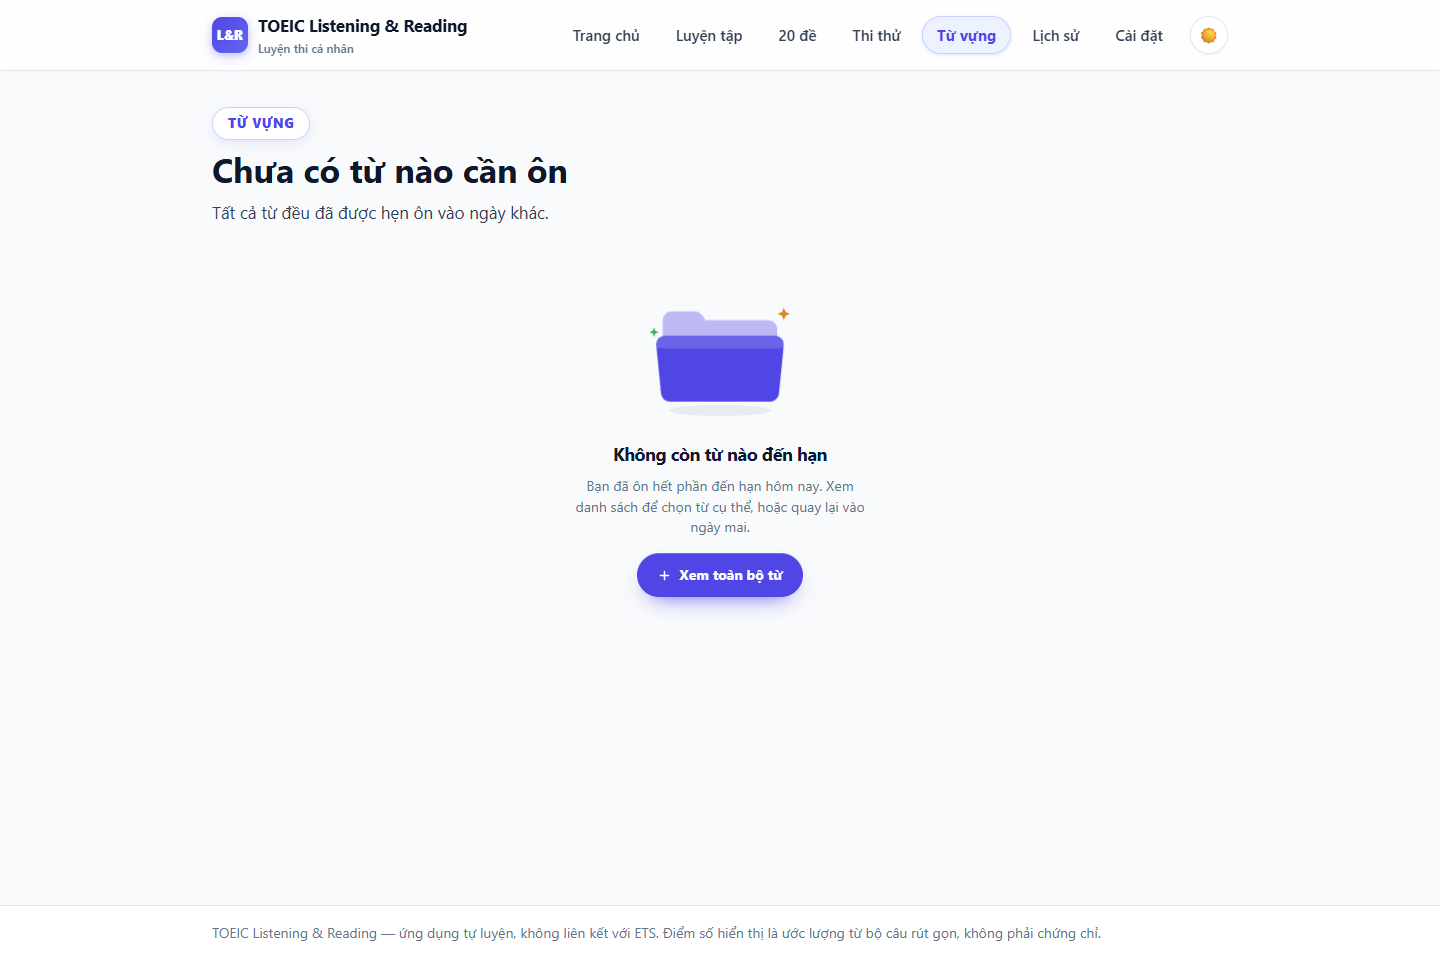 L&R
TOEIC Listening & Reading
Luyện thi cá nhân
Trang chủ
Luyện tập
20 đề
Thi thử
Từ vựng
Lịch sử
Cài đặt
TỪ VỰNG
Chưa có từ nào cần ôn
Tất cả từ đều đã được hẹn ôn vào ngày khác.
Không còn từ nào đến hạn
Bạn đã ôn hết phần đến hạn hôm nay. Xem
danh sách để chọn từ cụ thể, hoặc quay lại vào
ngày mai.
+ Xem toàn bộ từ
TOEIC Listening & Reading — ứng dụng tự luyện, không liên kết với ETS. Điểm số hiển thị là ước lượng từ bộ câu rút gọn, không phải chứng chỉ.